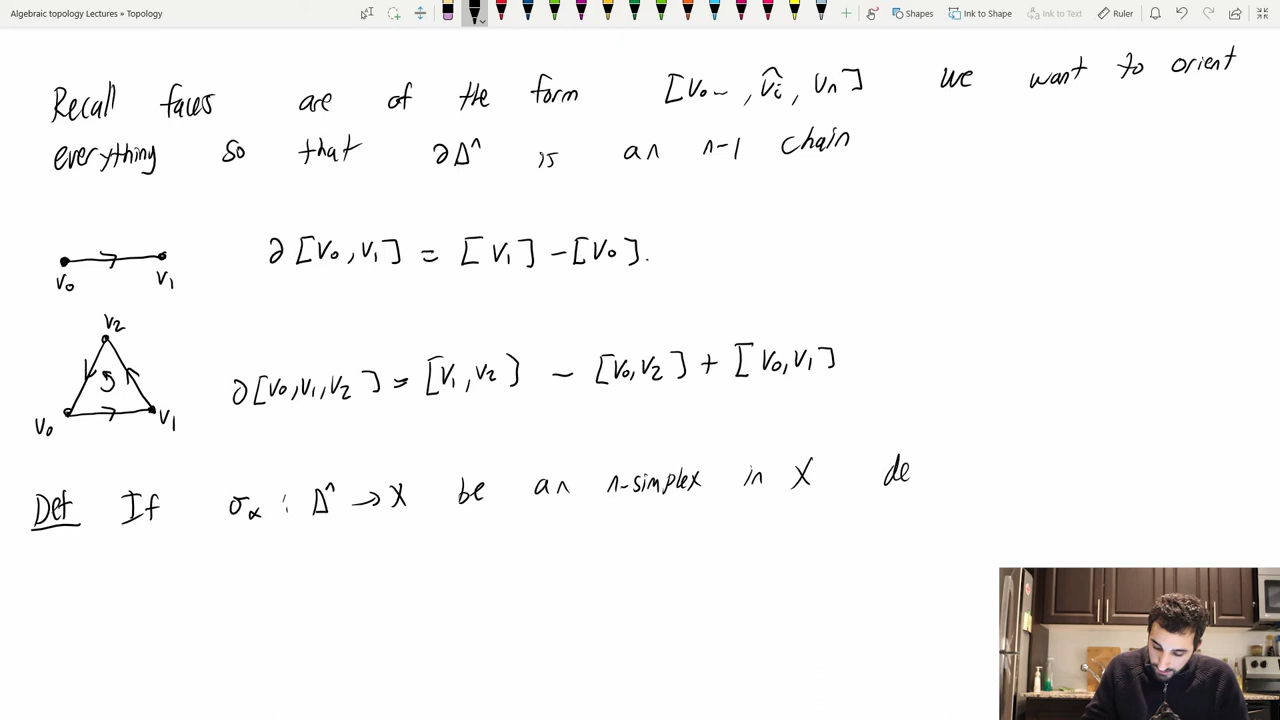 Algebraic topology Lectures » Topology
Shapes
Ink to Shape
Ink to Text
Ruler
Recall faces are of the form [v₀–, v̂ᵢ, vₙ] we want to orient
everything so that ∂Δⁿ is an n-1 chain
v₀ v₁
∂[v₀,v₁] = [v₁] - [v₀].
v₂
v₀ v₁
∂[v₀,v₁,v₂] = [v₁,v₂] - [v₀,v₂] + [v₀,v₁]
Def If σ_α : Δⁿ → X be an n-simplex in X de